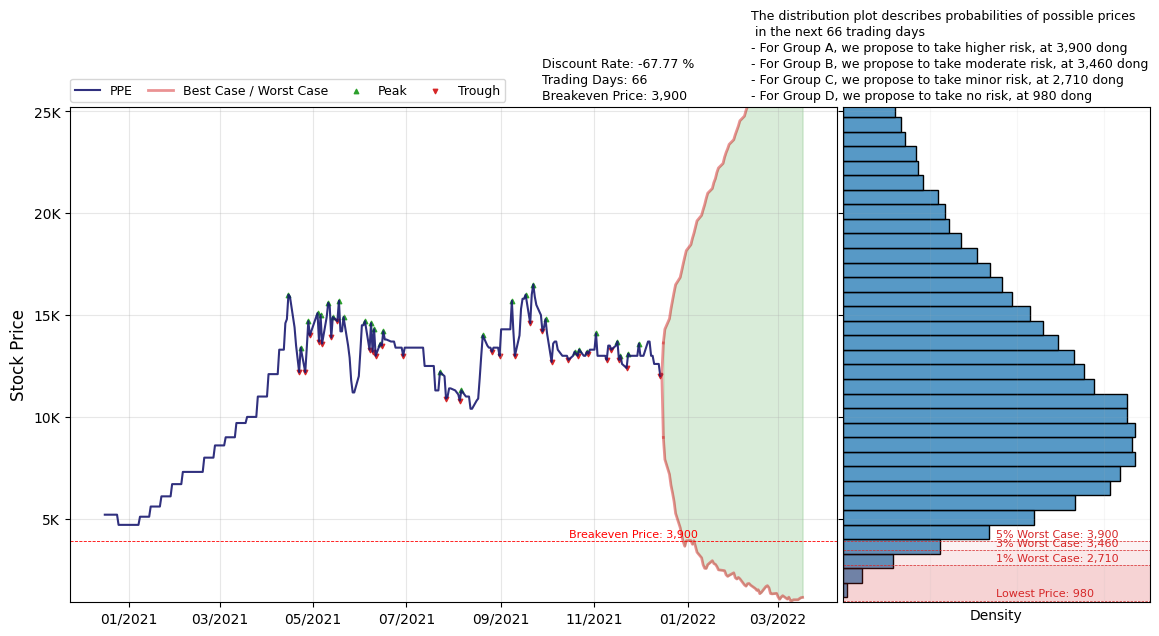 The distribution plot describes probabilities of possible prices
in the next 66 trading days
- For Group A, we propose to take higher risk, at 3,900 dong
- For Group B, we propose to take moderate risk, at 3,460 dong
- For Group C, we propose to take minor risk, at 2,710 dong
- For Group D, we propose to take no risk, at 980 dong
Discount Rate: -67.77 %
Trading Days: 66
Breakeven Price: 3,900
PPE
Best Case / Worst Case
Peak
Trough
Stock Price
25K
20K
15K
10K
5K
Breakeven Price: 3,900
5% Worst Case: 3,900
3% Worst Case: 3,460
1% Worst Case: 2,710
Lowest Price: 980
01/2021
03/2021
05/2021
07/2021
09/2021
11/2021
01/2022
03/2022
Density